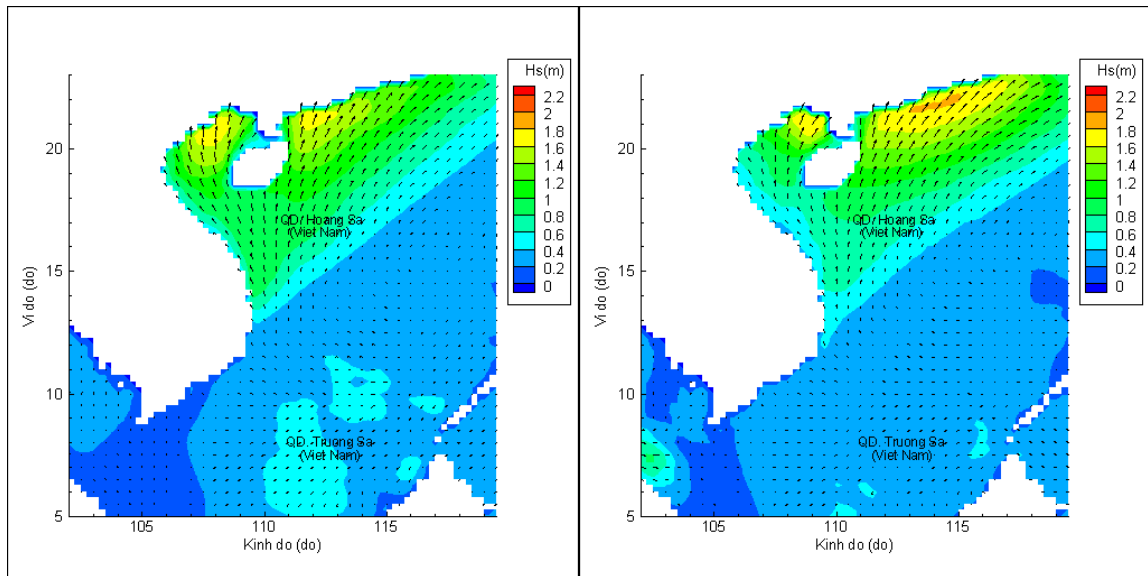 Hs(m)
2.2
2
1.8
1.6
1.4
1.2
1
0.8
0.6
0.4
0.2
0
20
15
10
5
Vi do (do)
QD. Hoang Sa
(Viet Nam)
QD. Truong Sa
(Viet Nam)
105
110
115
Kinh do (do)
Hs(m)
2.2
2
1.8
1.6
1.4
1.2
1
0.8
0.6
0.4
0.2
0
20
15
10
5
Vi do (do)
QD. Hoang Sa
(Viet Nam)
QD. Truong Sa
(Viet Nam)
105
110
115
Kinh do (do)